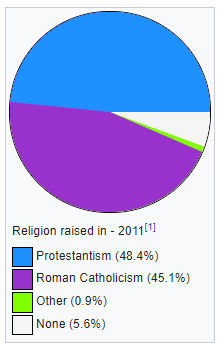 Religion raised in - 2011[1]
Protestantism (48.4%)
Roman Catholicism (45.1%)
Other (0.9%)
None (5.6%)